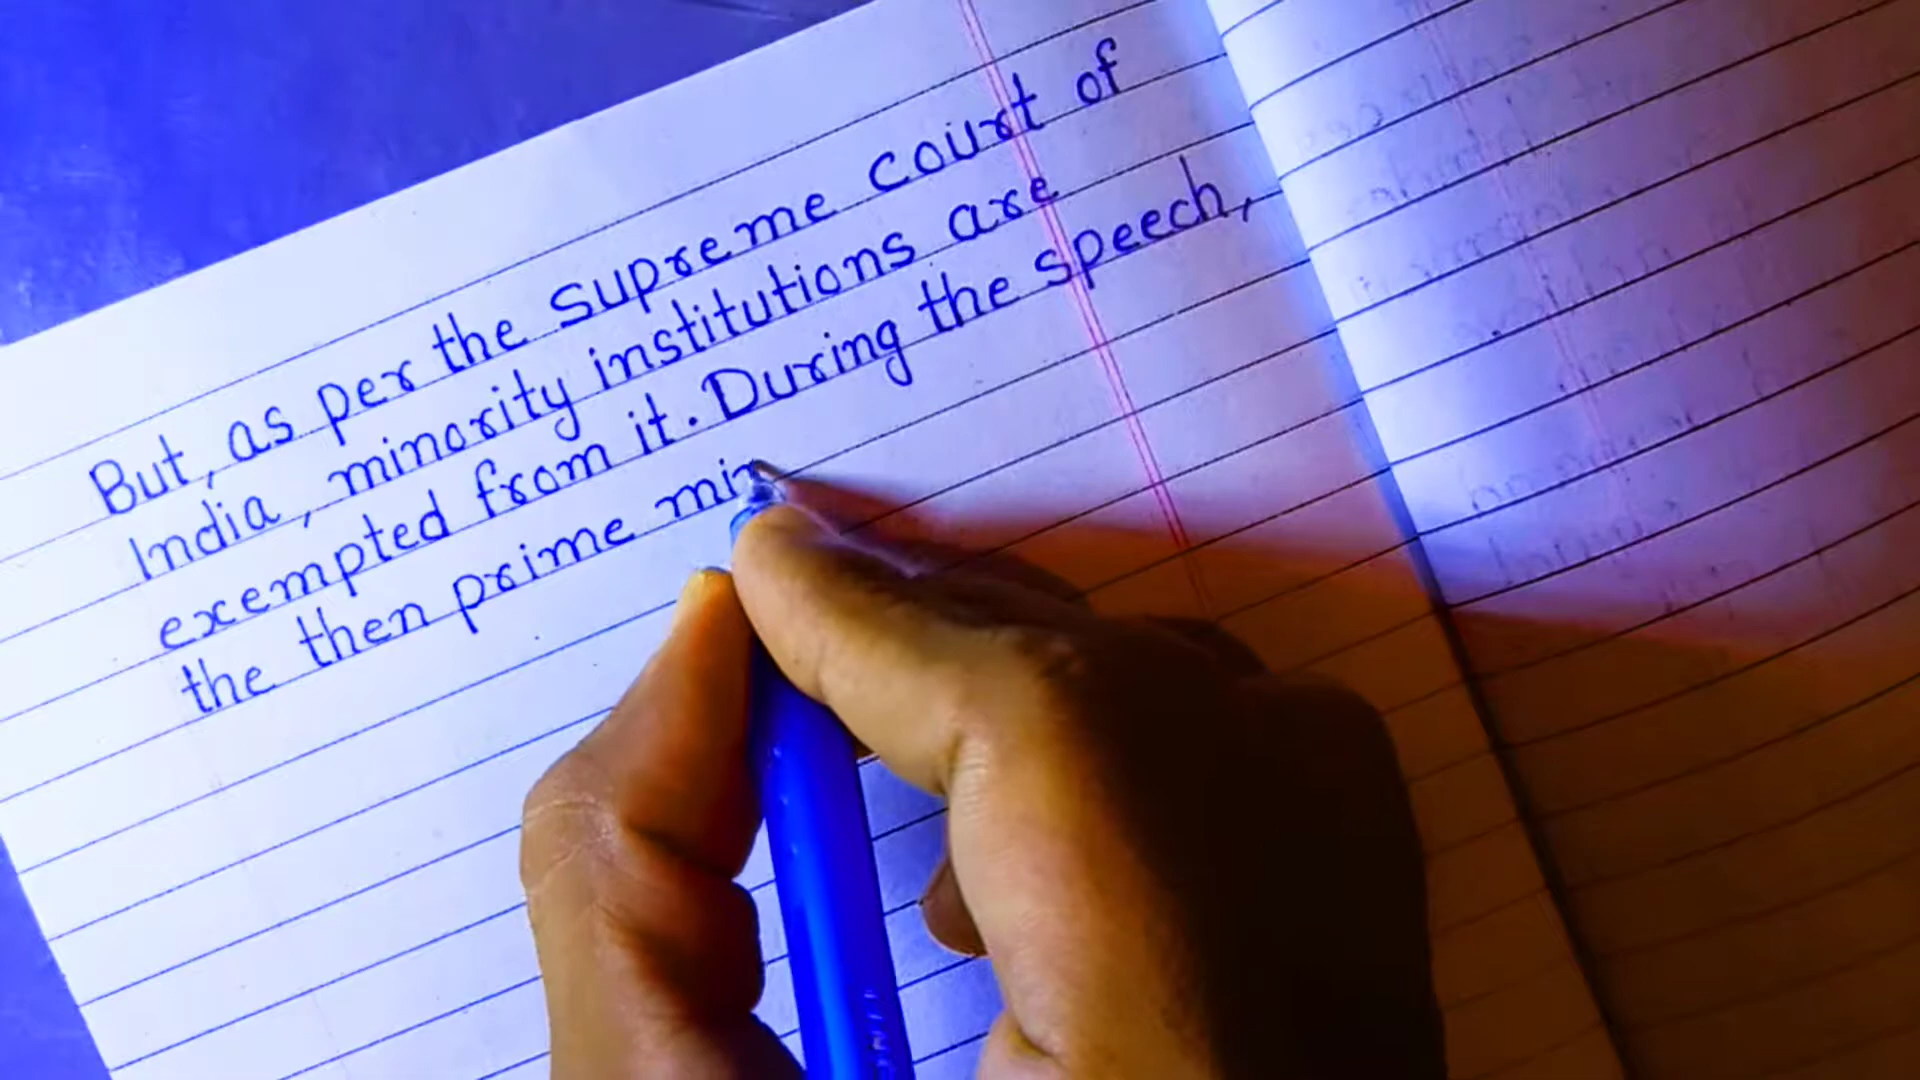 But, as per the supreme court of
India, minority institutions are
exempted from it. During the speech,
the then prime min